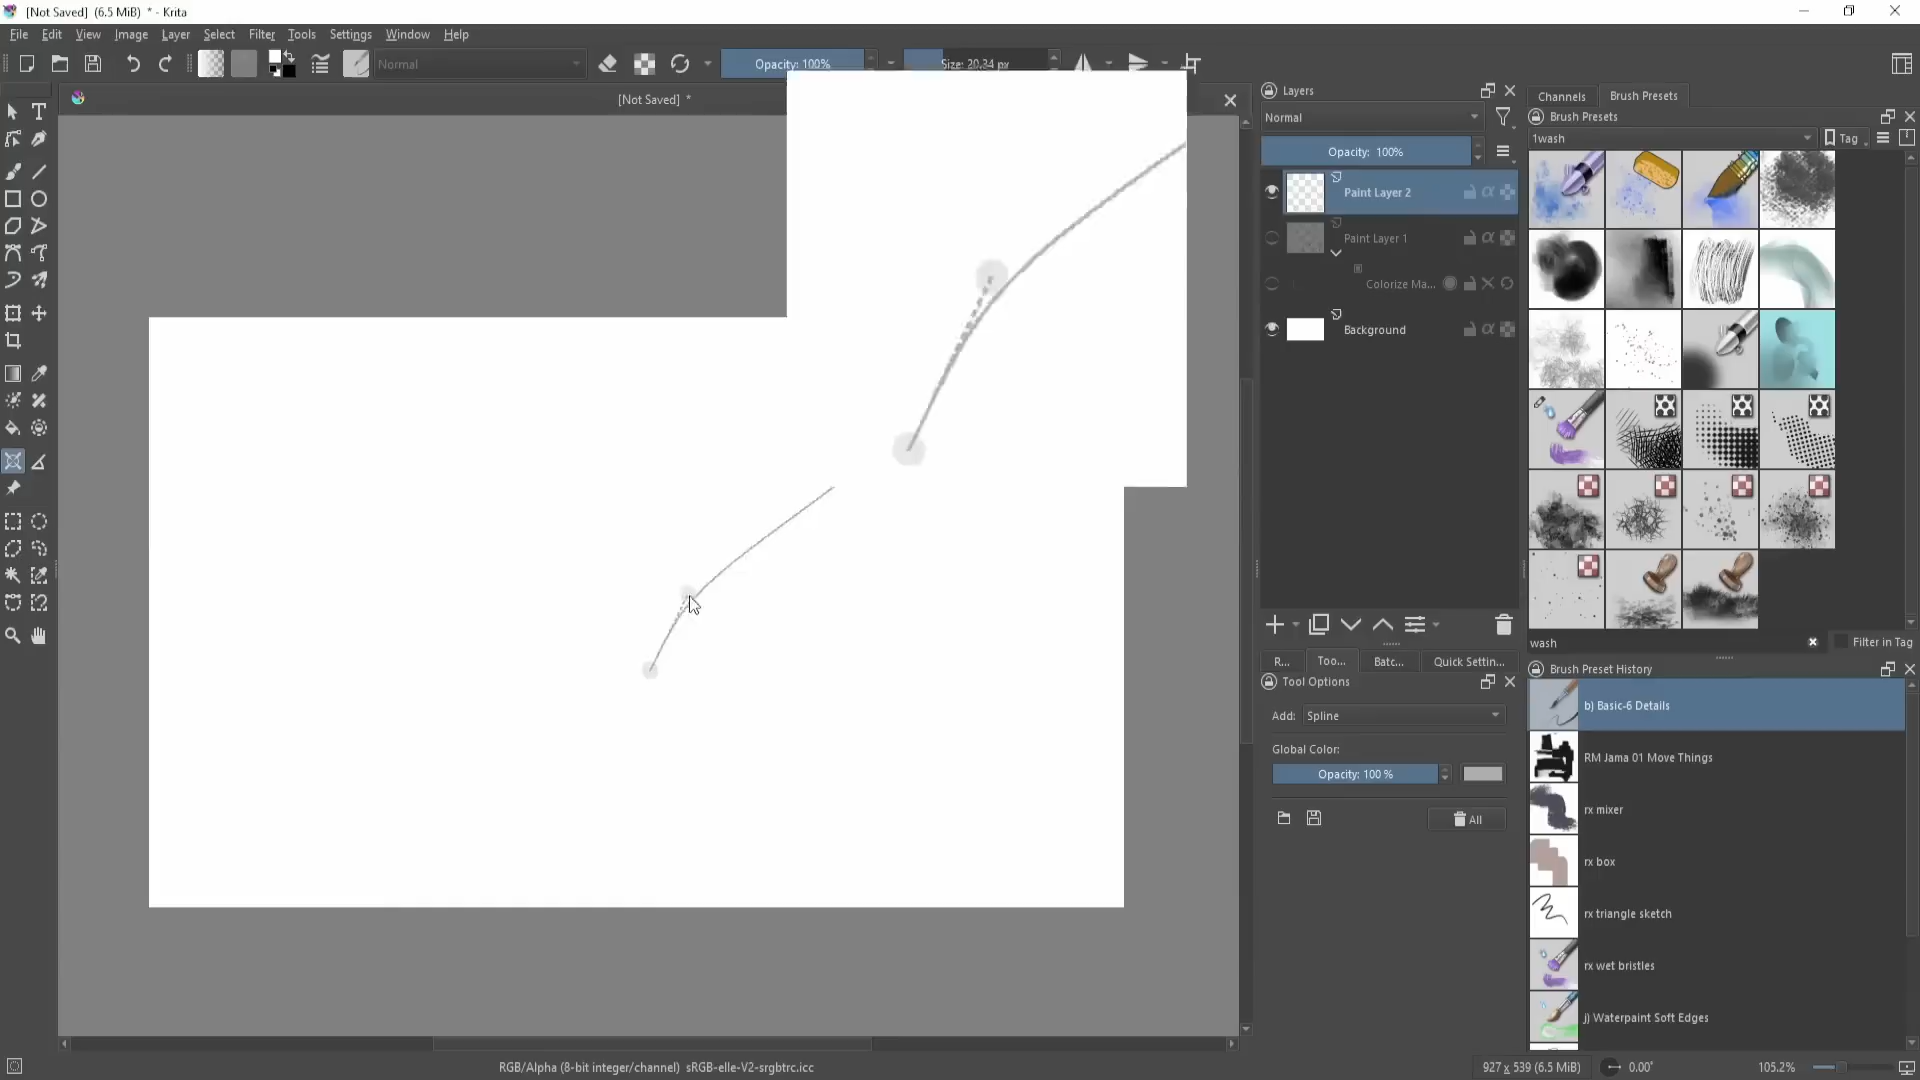 [Not Saved] (6.5 MiB) * - Krita
File Edit View Image Layer Select Filter Tools Settings Window Help
Normal
Opacity: 100%
Size: 20.34 px
[Not Saved] *
Layers
Normal
Opacity: 100%
Paint Layer 2
Paint Layer 1
Colorize Ma...
Background
R... Too... Batc... Quick Settin...
Tool Options
Add: Spline
Global Color:
Opacity: 100 %
All
Channels Brush Presets
Brush Presets
1wash
Tag
wash
Filter in Tag
Brush Preset History
b) Basic-6 Details
RM Jama 01 Move Things
rx mixer
rx box
rx triangle sketch
rx wet bristles
j) Waterpaint Soft Edges
RGB/Alpha (8-bit integer/channel) sRGB-elle-V2-srgbtrc.icc
927 x 539 (6.5 MiB)
0.00°
105.2%